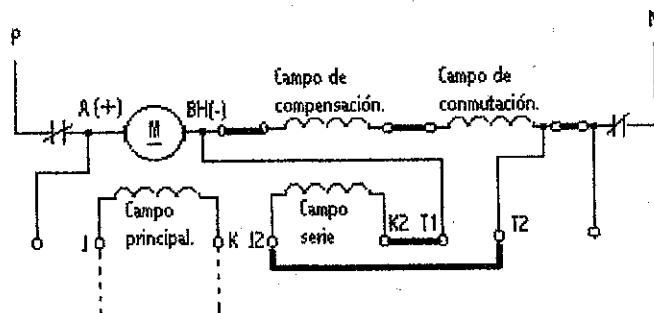 P
N
A (+)
M
BH(-)
Campo de
compensación.
Campo de
conmutación.
Campo
principal.
J
K
J2
Campo
serie
K2
T1
T2